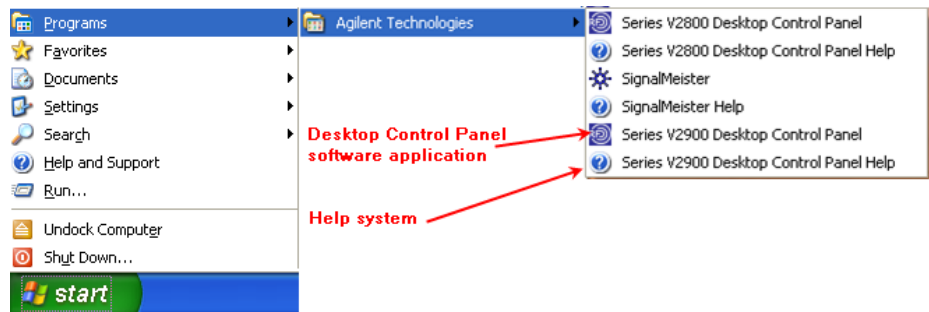 Programs
Favorites
Documents
Settings
Search
Help and Support
Run...
Undock Computer
Shut Down...
start
Agilent Technologies
Desktop Control Panel
software application
Help system
Series V2800 Desktop Control Panel
Series V2800 Desktop Control Panel Help
SignalMeister
SignalMeister Help
Series V2900 Desktop Control Panel
Series V2900 Desktop Control Panel Help